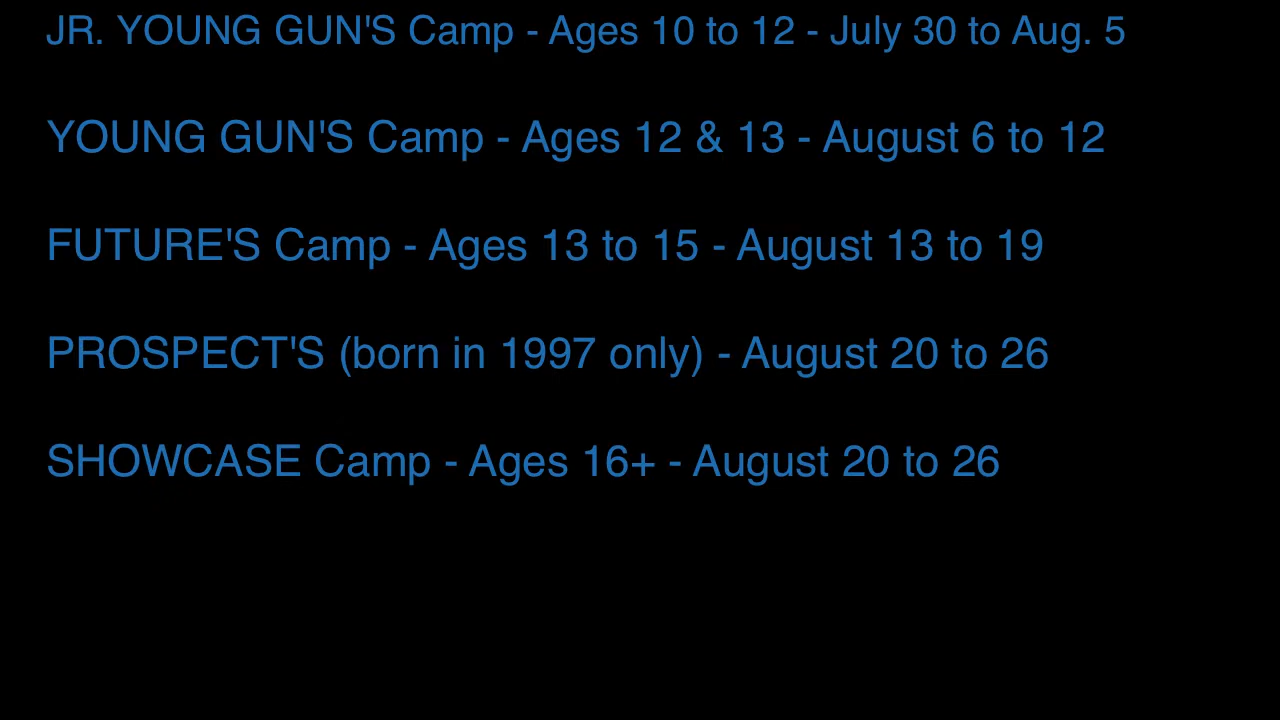 JR. YOUNG GUN'S Camp - Ages 10 to 12 - July 30 to Aug. 5
YOUNG GUN'S Camp - Ages 12 & 13 - August 6 to 12
FUTURE'S Camp - Ages 13 to 15 - August 13 to 19
PROSPECT'S (born in 1997 only) - August 20 to 26
SHOWCASE Camp - Ages 16+ - August 20 to 26